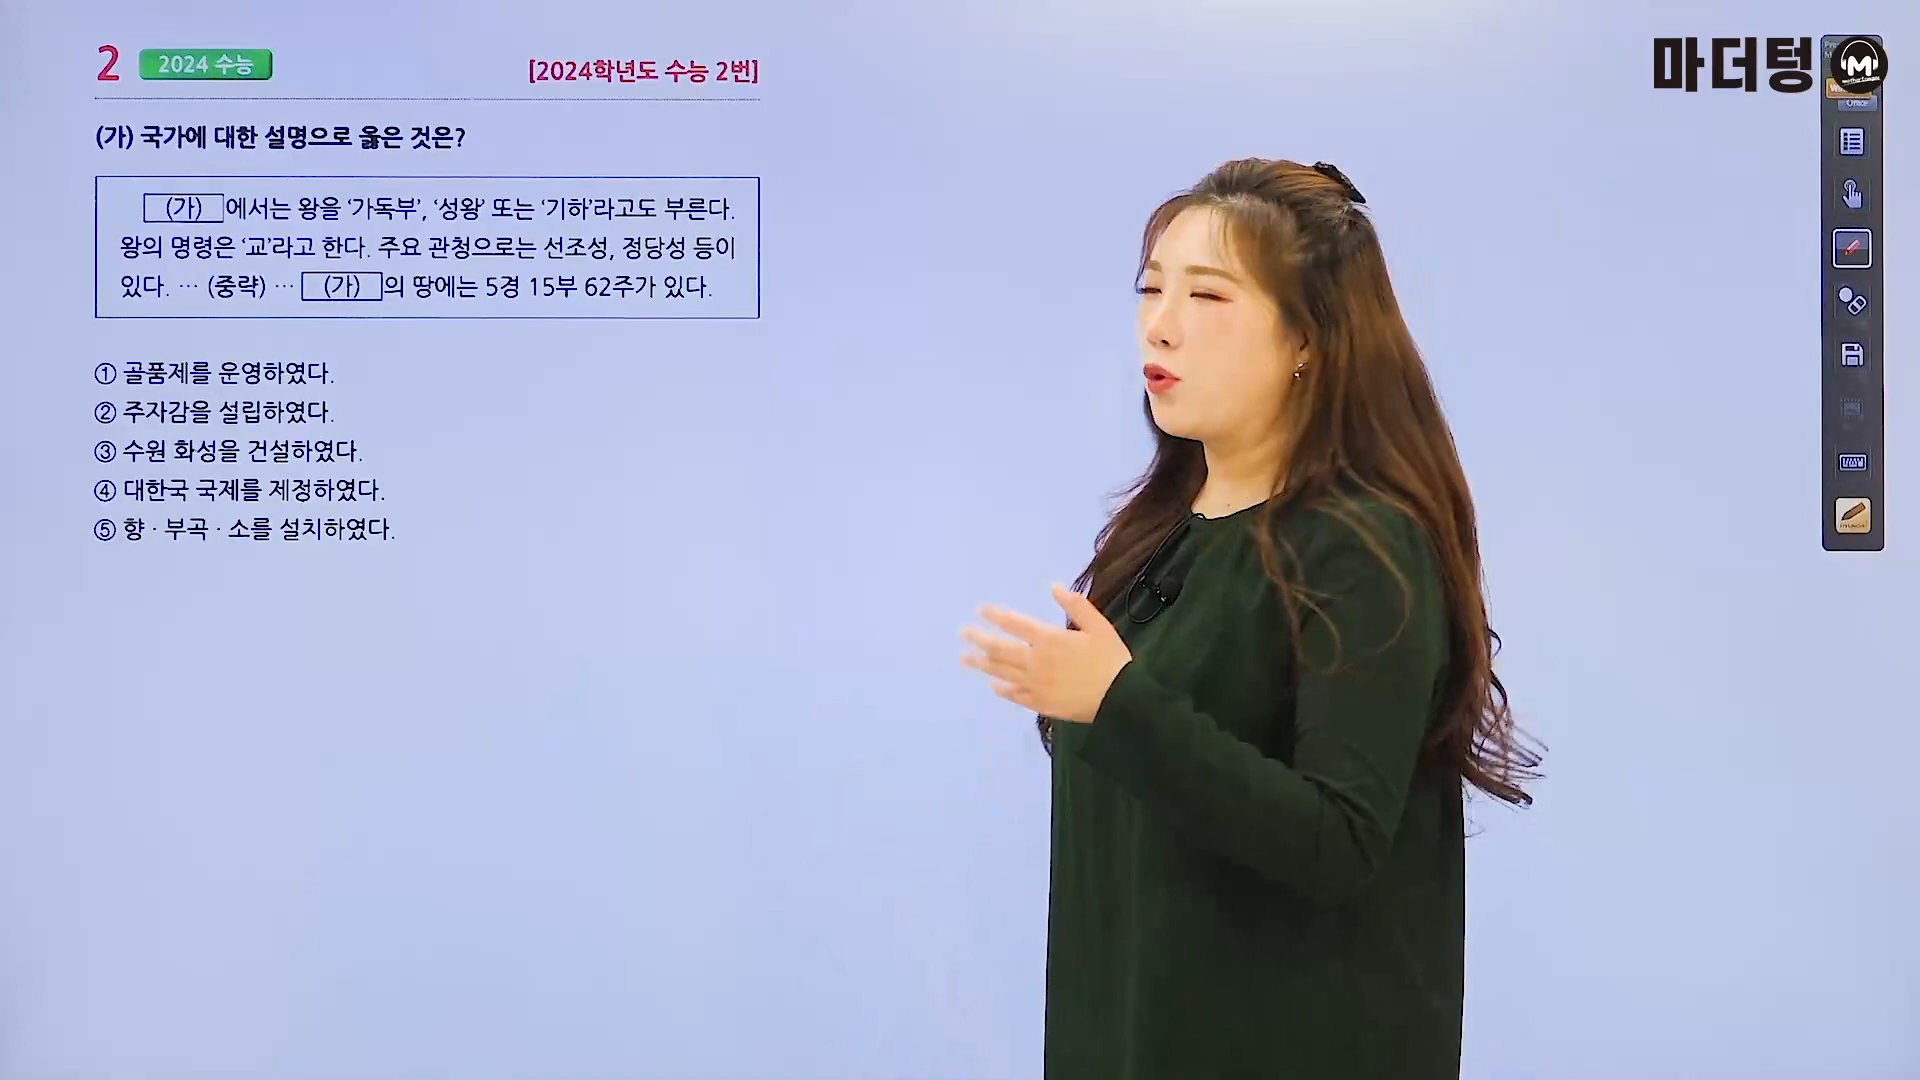 2 2024 수능
[2024학년도 수능 2번]
(가) 국가에 대한 설명으로 옳은 것은?
(가) 에서는 왕을 ‘가독부’, ‘성왕’ 또는 ‘기하’라고도 부른다.
왕의 명령은 ‘교’라고 한다. 주요 관청으로는 선조성, 정당성 등이
있다. … (중략) … (가) 의 땅에는 5경 15부 62주가 있다.
① 골품제를 운영하였다.
② 주자감을 설립하였다.
③ 수원 화성을 건설하였다.
④ 대한국 국제를 제정하였다.
⑤ 향 · 부곡 · 소를 설치하였다.
마더텅 M
Office